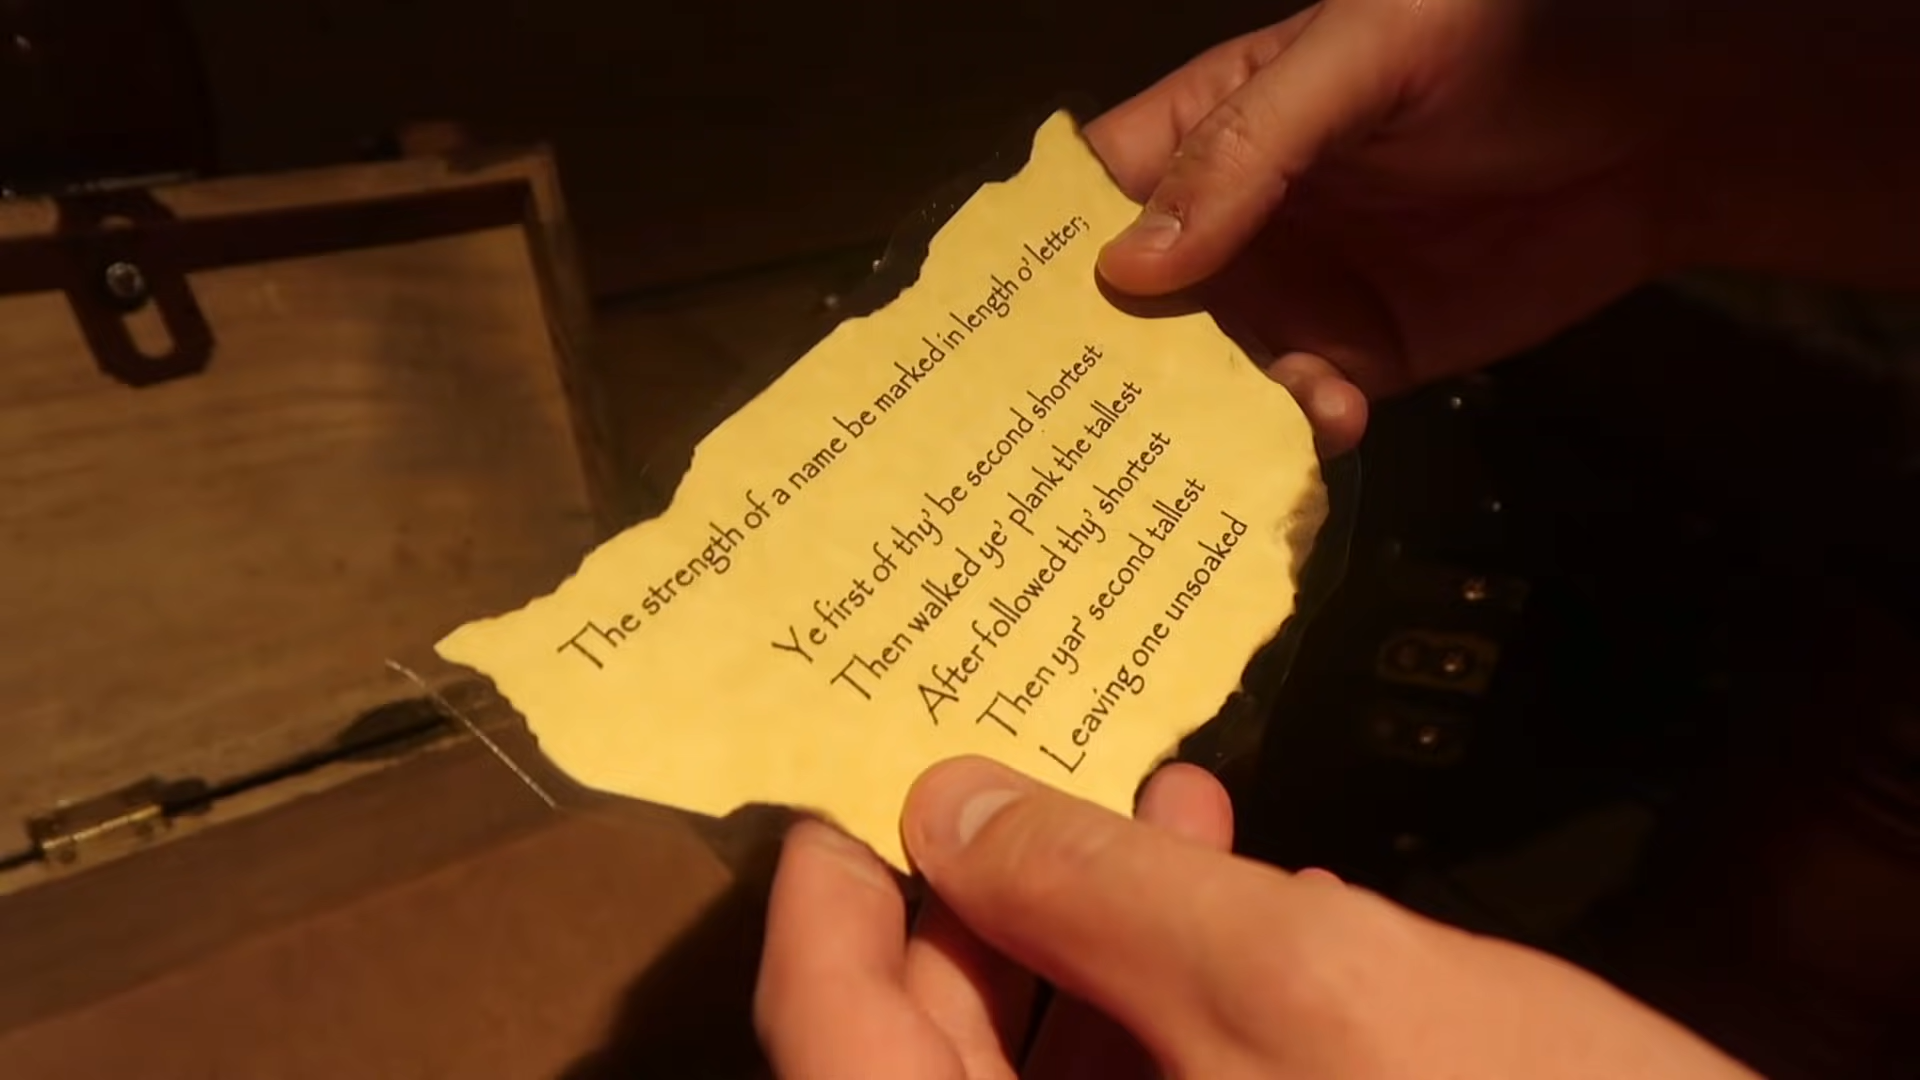 The strength of a name be marked in length o' letter;
Ye first of thy' be second shortest
Then walked ye' plank the tallest
After followed thy' shortest
Then yar' second tallest
Leaving one unsoaked